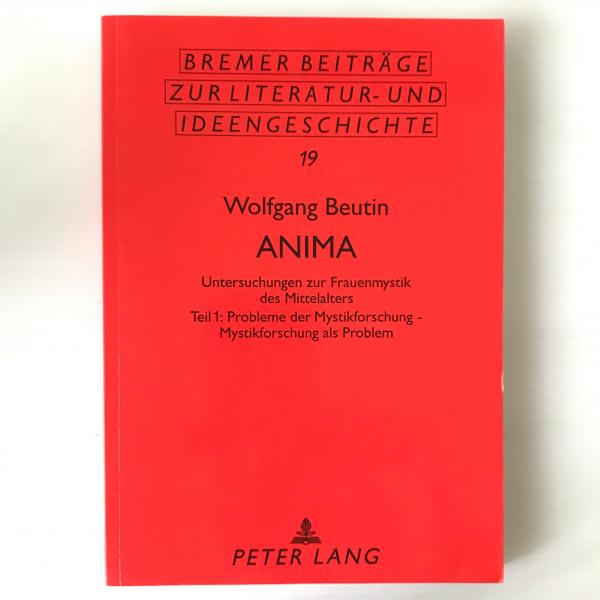 BREMER BEITRÄGE
ZUR LITERATUR- UND
IDEENGESCHICHTE
19
Wolfgang Beutin
ANIMA
Untersuchungen zur Frauenmystik
des Mittelalters
Teil 1: Probleme der Mystikforschung -
Mystikforschung als Problem
PETER LANG